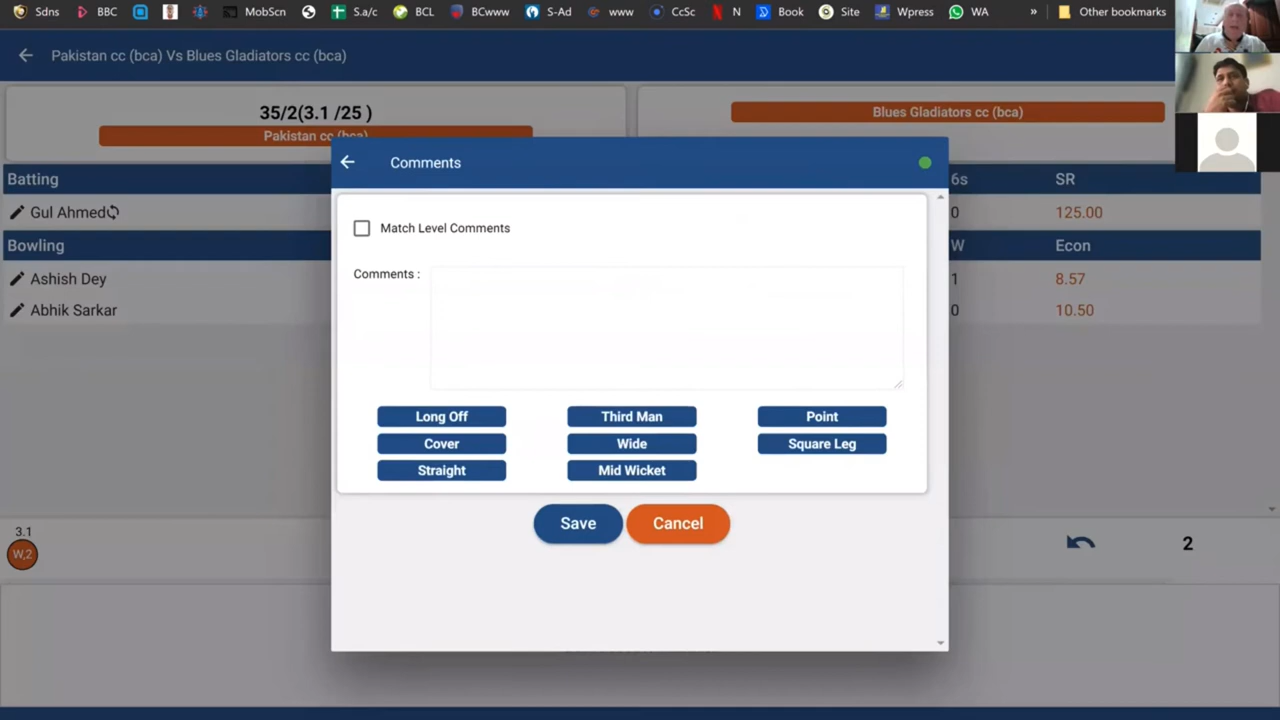 Sdns BBC MobScn S.a/c BCL BCwww S-Ad www CcSc N Book Site Wpress WA » Other bookmarks
Pakistan cc (bca) Vs Blues Gladiators cc (bca)
35/2(3.1 /25 )
Pakistan cc (bca)
Blues Gladiators cc (bca)
Comments
Batting 6s SR
Gul Ahmed 0 125.00
Bowling W Econ
Ashish Dey 1 8.57
Abhik Sarkar 0 10.50
Match Level Comments
Comments :
Long Off Third Man Point
Cover Wide Square Leg
Straight Mid Wicket
Save Cancel
3.1
W,2
2